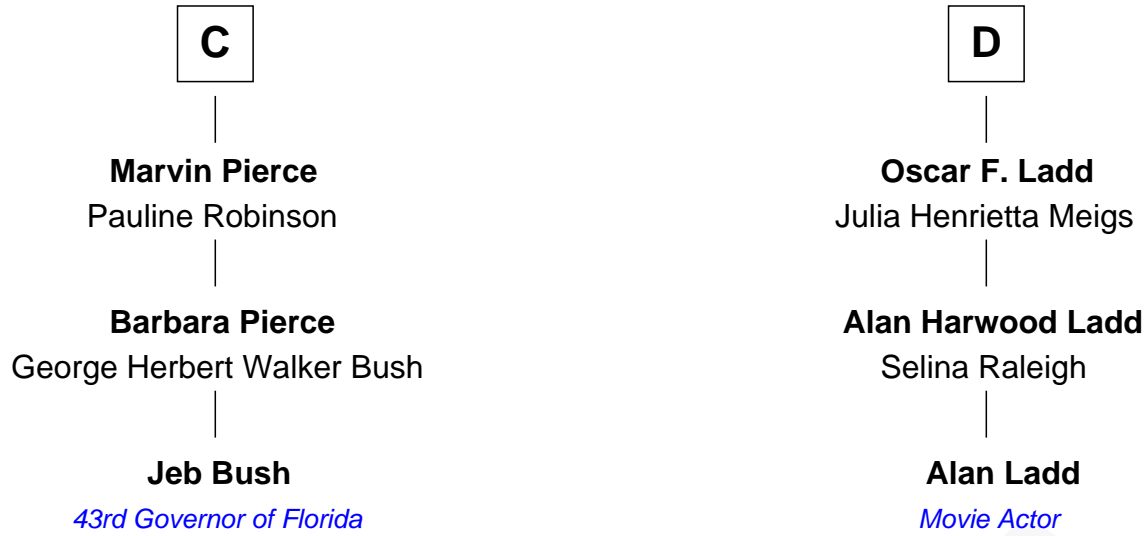 C
Marvin Pierce
Pauline Robinson
Barbara Pierce
George Herbert Walker Bush
Jeb Bush
43rd Governor of Florida
D
Oscar F. Ladd
Julia Henrietta Meigs
Alan Harwood Ladd
Selina Raleigh
Alan Ladd
Movie Actor